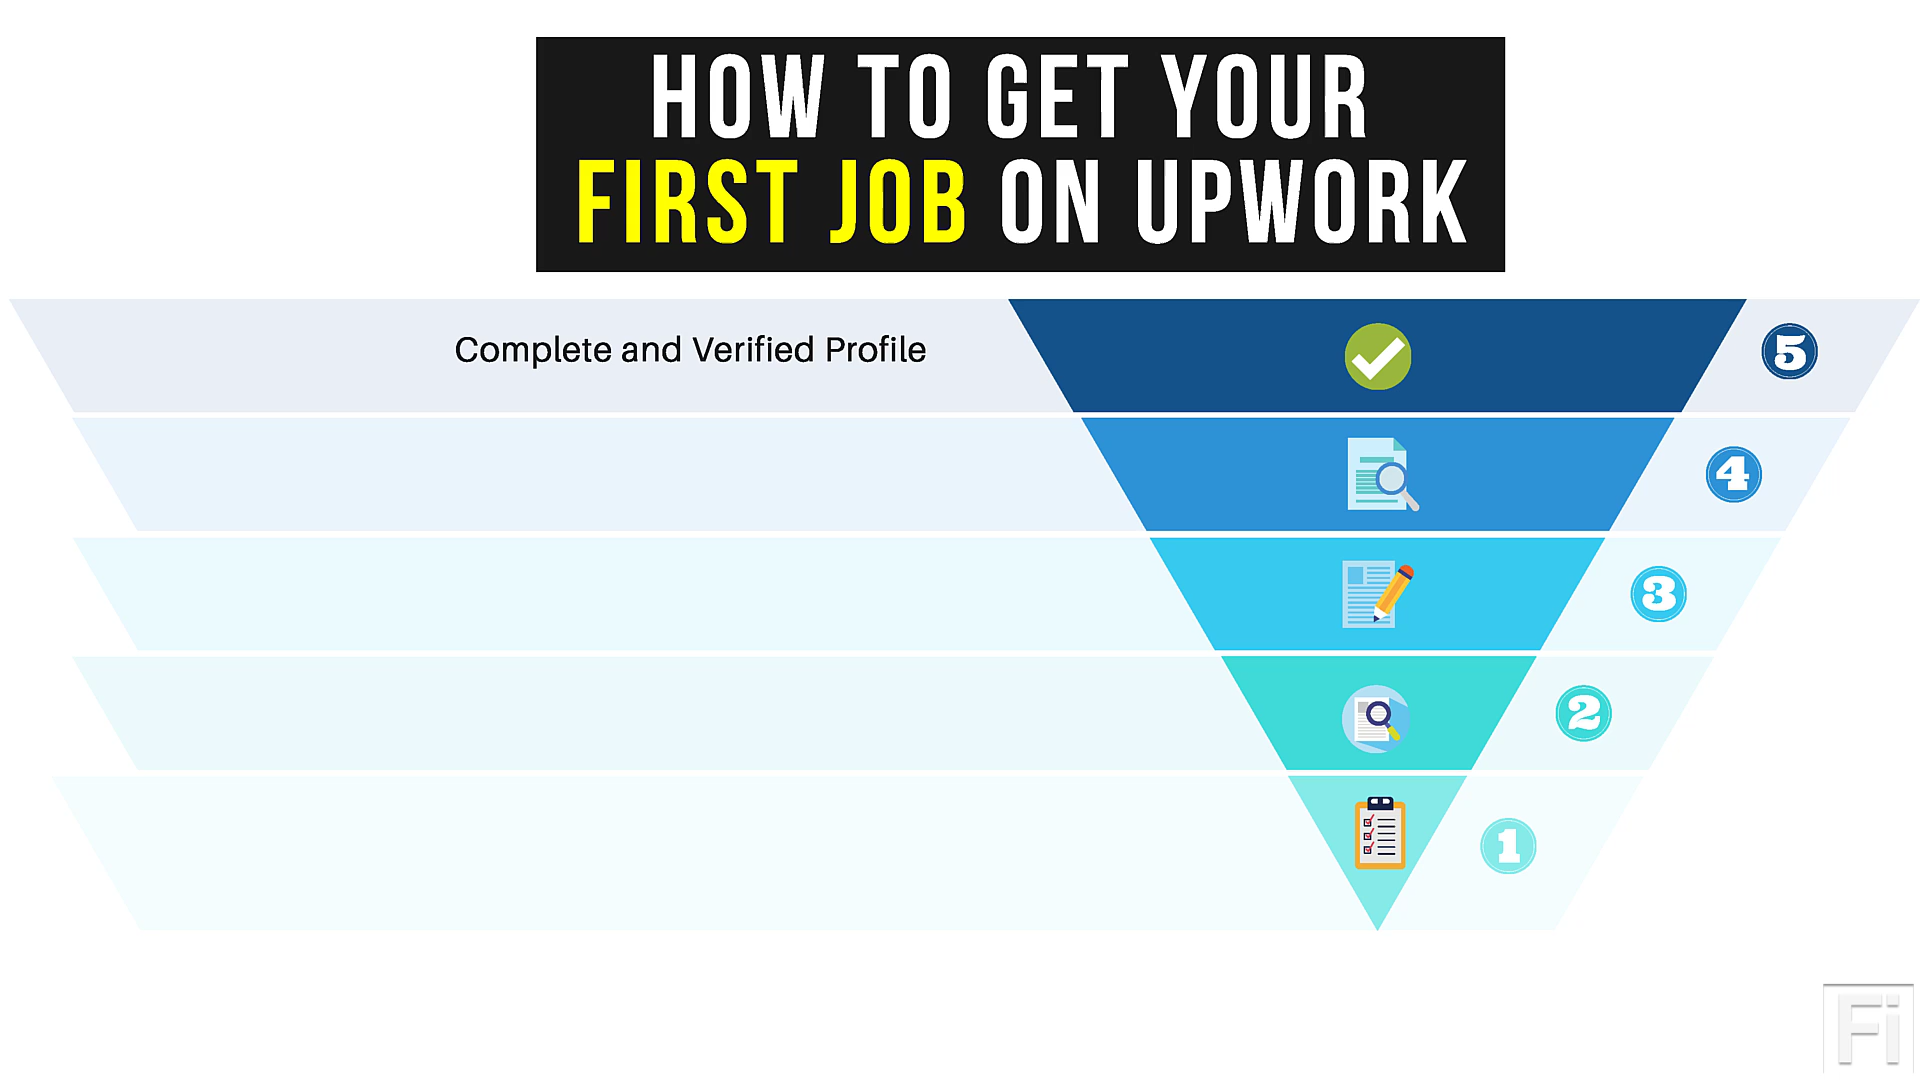 HOW TO GET YOUR
FIRST JOB ON UPWORK
Complete and Verified Profile
5
4
3
2
1
Fi